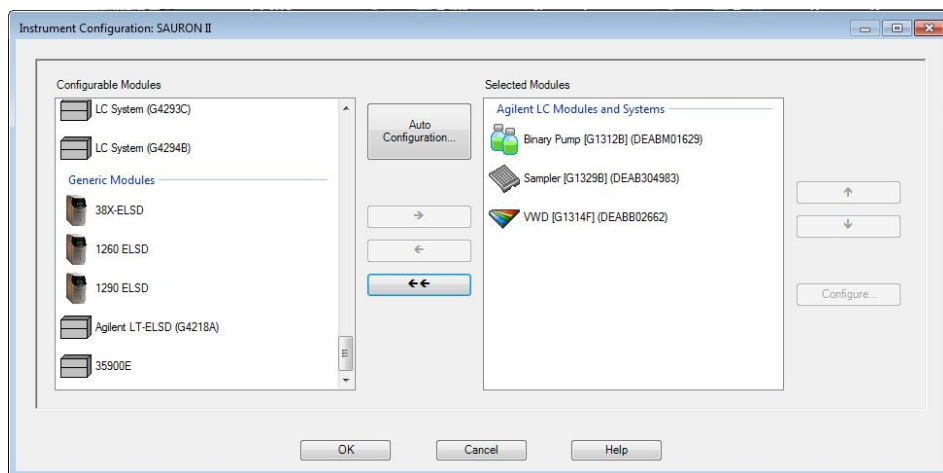 Instrument Configuration: SAURON II
Configurable Modules
LC System (G4293C)
LC System (G4294B)
Generic Modules
38X-ELSD
1260 ELSD
1290 ELSD
Agilent LT-ELSD (G4218A)
35900E
Auto
Configuration...
Selected Modules
Agilent LC Modules and Systems
Binary Pump [G1312B] (DEABM01629)
Sampler [G1329B] (DEAB304983)
VWD [G1314F] (DEABB02662)
Configure...
OK
Cancel
Help